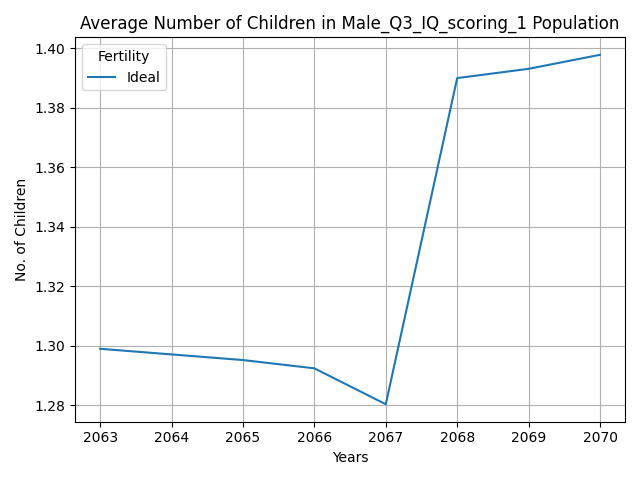 Average Number of Children in Male_Q3_IQ_scoring_1 Population
Fertility
Ideal
No. of Children
1.40
1.38
1.36
1.34
1.32
1.30
1.28
2063 2064 2065 2066 2067 2068 2069 2070
Years